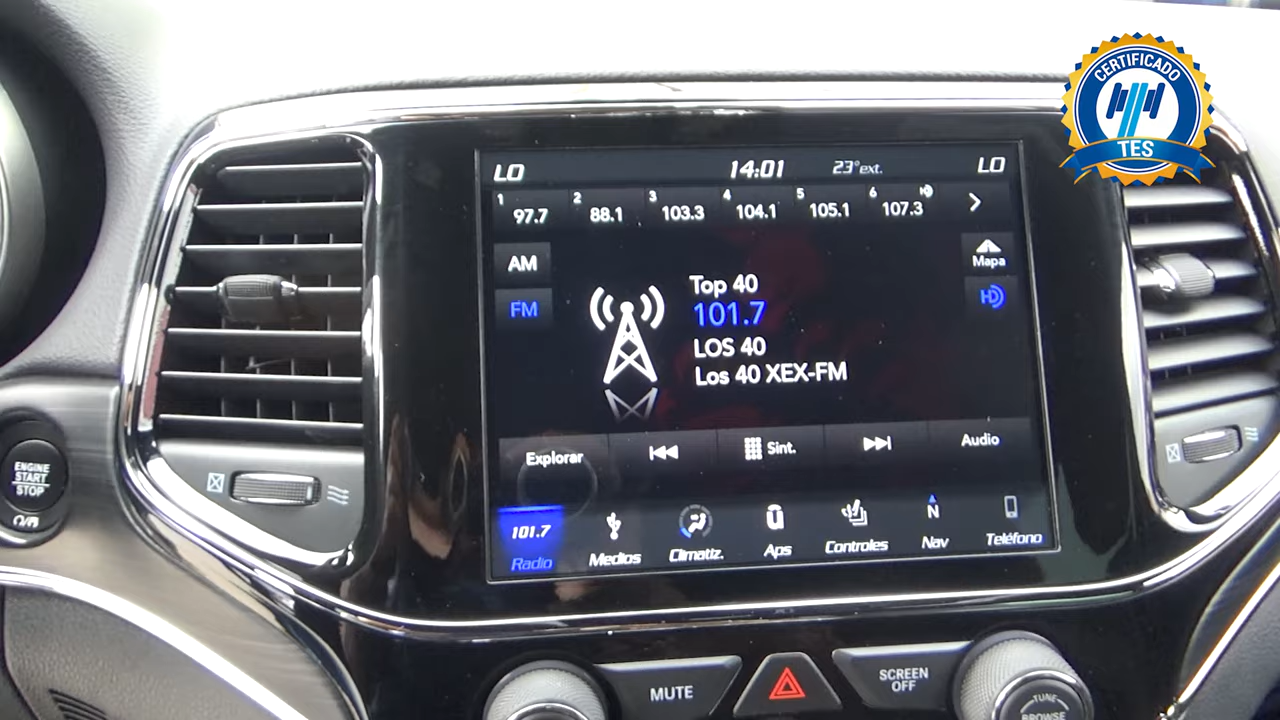 CERTIFICADO
TES
LO
14:01
23°ext.
LO
1 97.7
2 88.1
3 103.3
4 104.1
5 105.1
6 107.3 HD
AM
Mapa
FM
HD
Top 40
101.7
LOS 40
Los 40 XEX-FM
Explorar
Sint.
Audio
101.7
Radio
Medios
Climatiz.
Aps
Controles
N
Nav
Teléfono
ENGINE
START
STOP
MUTE
SCREEN
OFF
TUNE
BROWSE